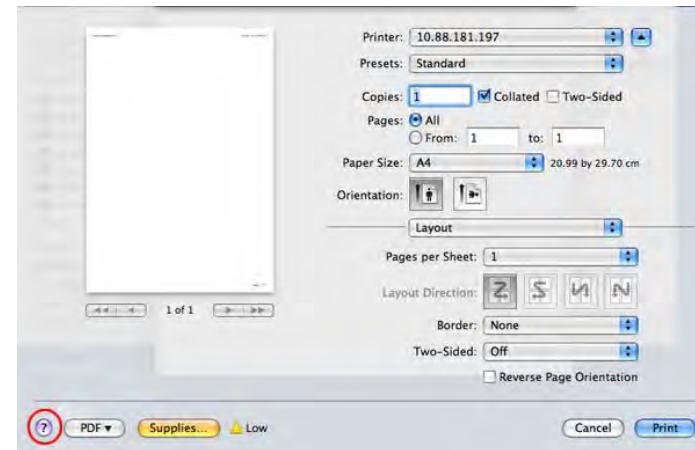 Printer: 10.88.181.197
Presets: Standard
Copies: 1 Collated Two-Sided
Pages: All
From: 1 to: 1
Paper Size: A4 20.99 by 29.70 cm
Orientation:
Layout
Pages per Sheet: 1
Layout Direction:
Border: None
Two-Sided: Off
Reverse Page Orientation
1 of 1
? PDF Supplies... Low Cancel Print